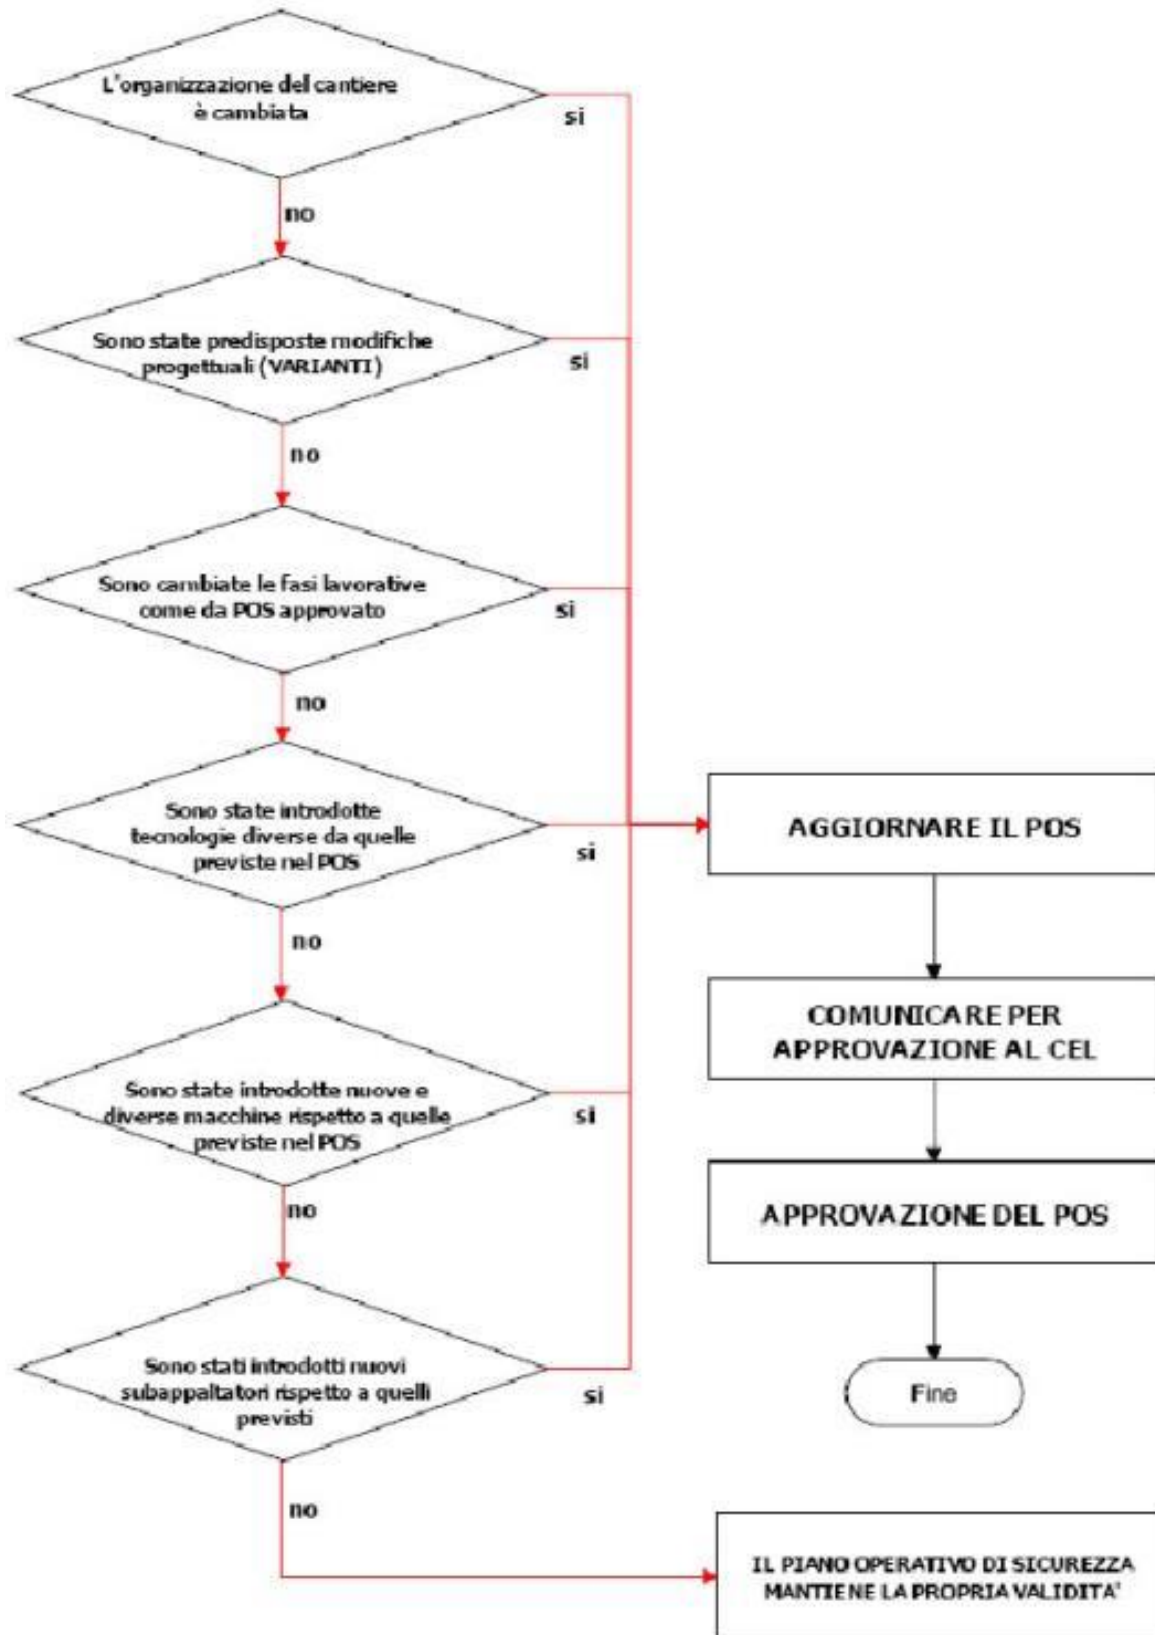 L'organizzazione del cantiere
è cambiata
si
no
Sono state predisposte modifiche
progettuali (VARIANTI)
si
no
Sono cambiate le fasi lavorative
come da POS approvato
si
no
Sono state introdotte
tecnologie diverse da quelle
previste nel POS
si
no
Sono state introdotte nuove e
diverse macchine rispetto a quelle
previste nel POS
si
no
Sono stati introdotti nuovi
subappaltatori rispetto a quelli
previsti
si
no
AGGIORNARE IL POS
COMUNICARE PER
APPROVAZIONE AL CEL
APPROVAZIONE DEL POS
Fine
IL PIANO OPERATIVO DI SICUREZZA
MANTIENE LA PROPRIA VALIDITA'